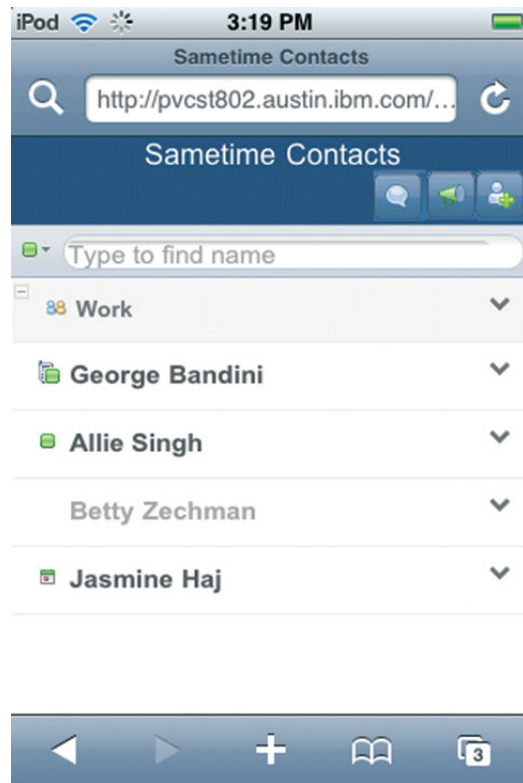 iPod 3:19 PM
Sametime Contacts
http://pvcst802.austin.ibm.com/...
Sametime Contacts
Type to find name
Work
George Bandini
Allie Singh
Betty Zechman
Jasmine Haj
3